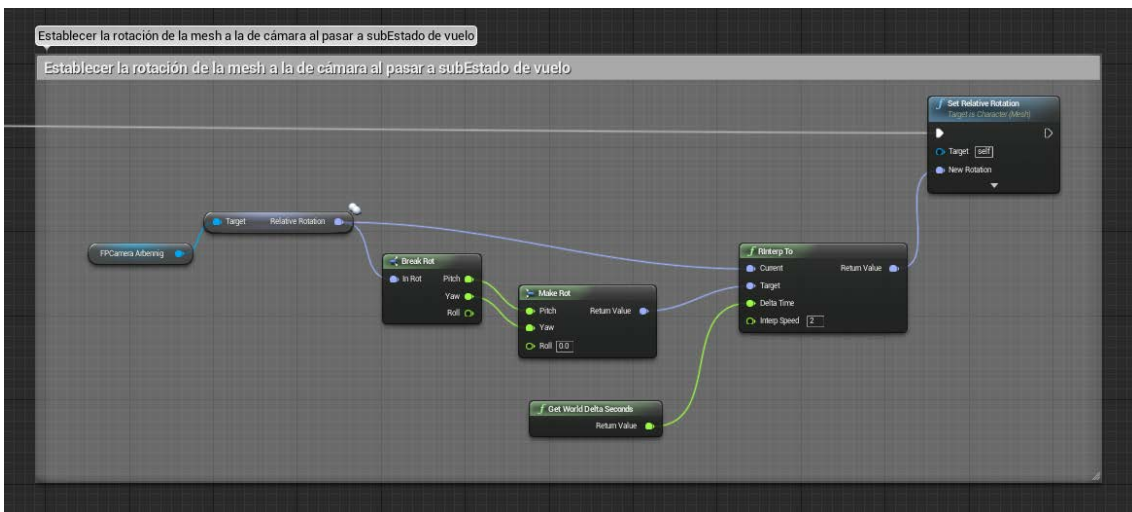 Establecer la rotación de la mesh a la de cámara al pasar a subEstado de vuelo
Establecer la rotación de la mesh a la de cámara al pasar a subEstado de vuelo
Set Relative Rotation
Target is Character (Mesh)
Target self
New Rotation
Target Relative Rotation
FPCamera Arbennig
Break Rot
In Rot Pitch
Yaw
Roll
Make Rot
Pitch Return Value
Yaw
Roll 0.0
RInterp To
Current Return Value
Target
Delta Time
Interp Speed 2
Get World Delta Seconds
Return Value